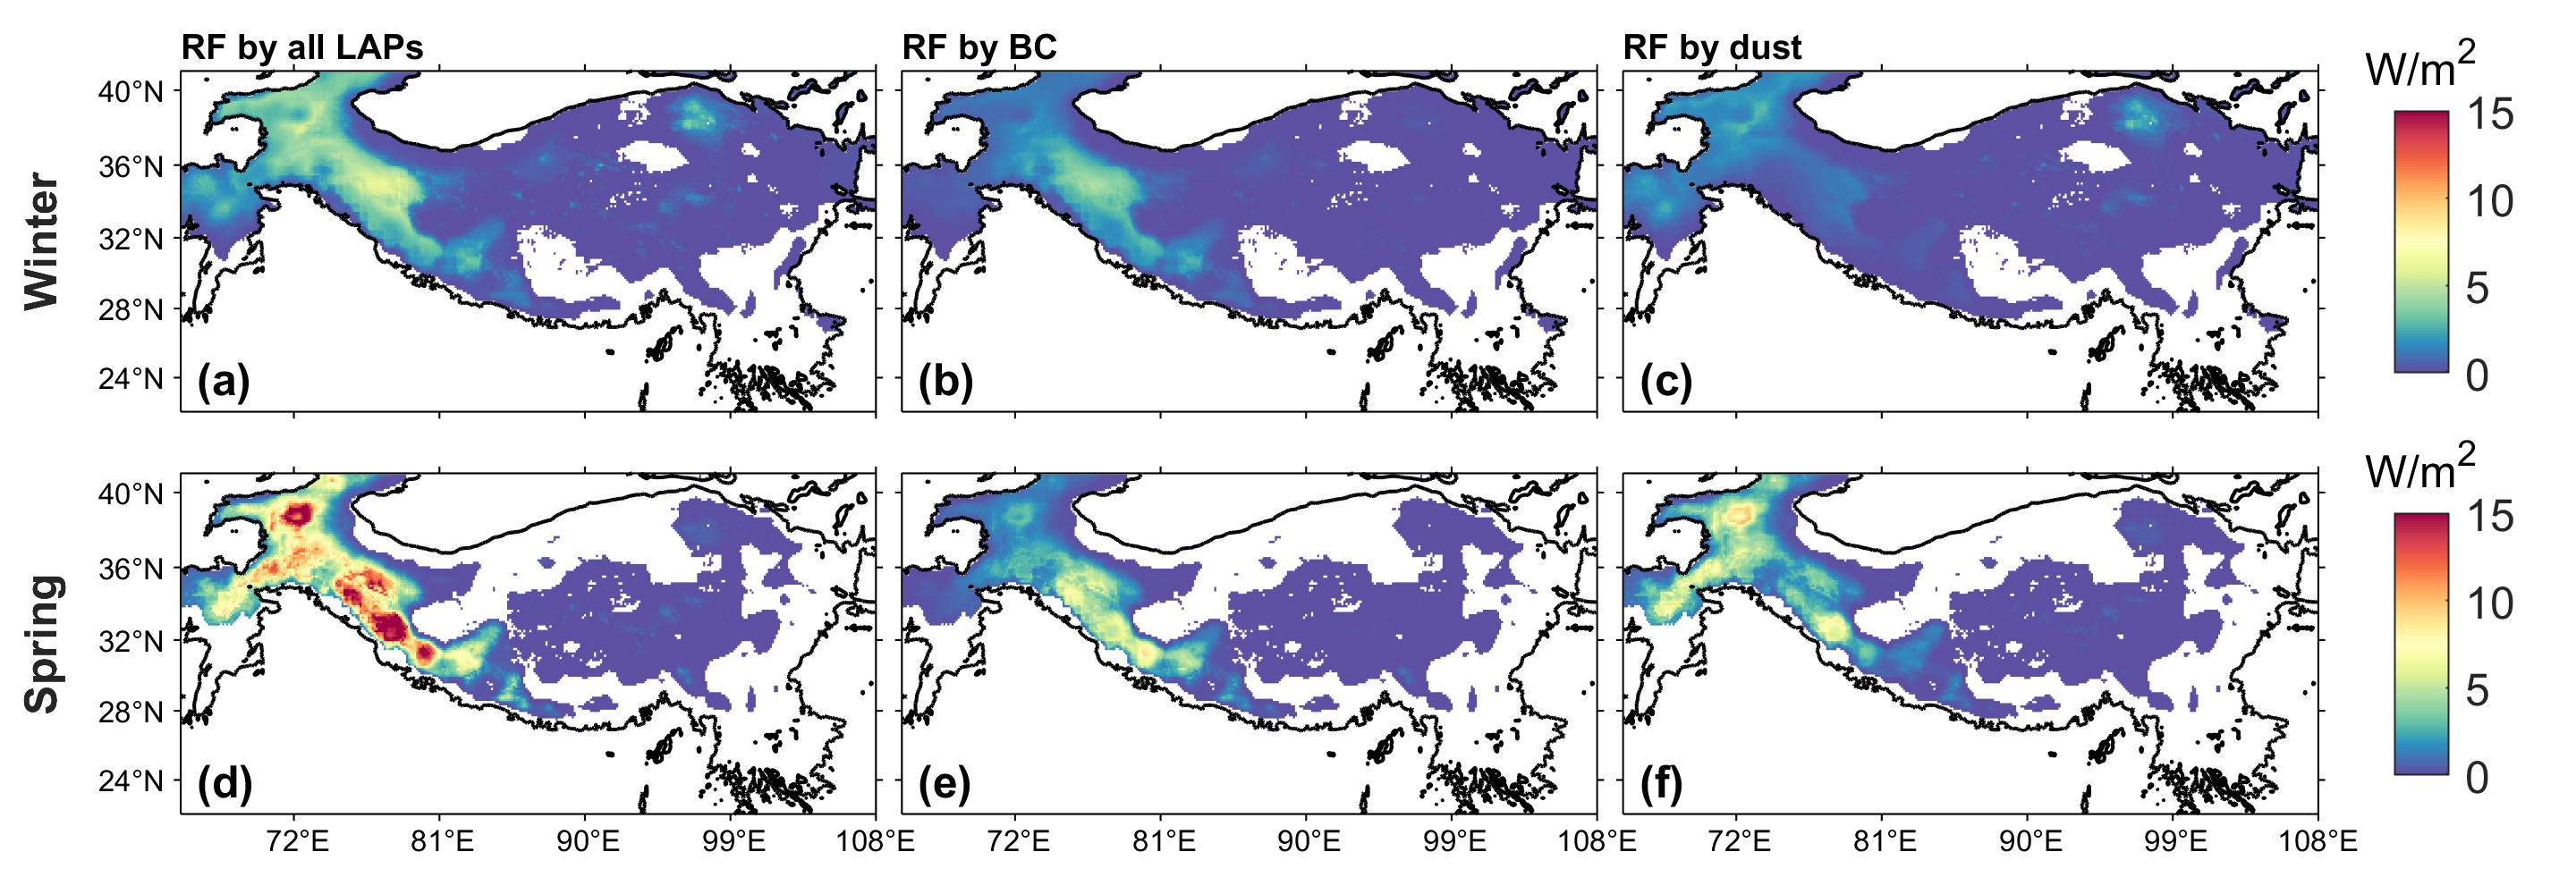 RF by all LAPs
RF by BC
RF by dust
W/m²
40°N
36°N
32°N
28°N
24°N
Winter
(a)
(b)
(c)
15
10
5
0
W/m²
40°N
36°N
32°N
28°N
24°N
Spring
(d)
(e)
(f)
15
10
5
0
72°E
81°E
90°E
99°E
108°E
72°E
81°E
90°E
99°E
72°E
81°E
90°E
99°E
108°E